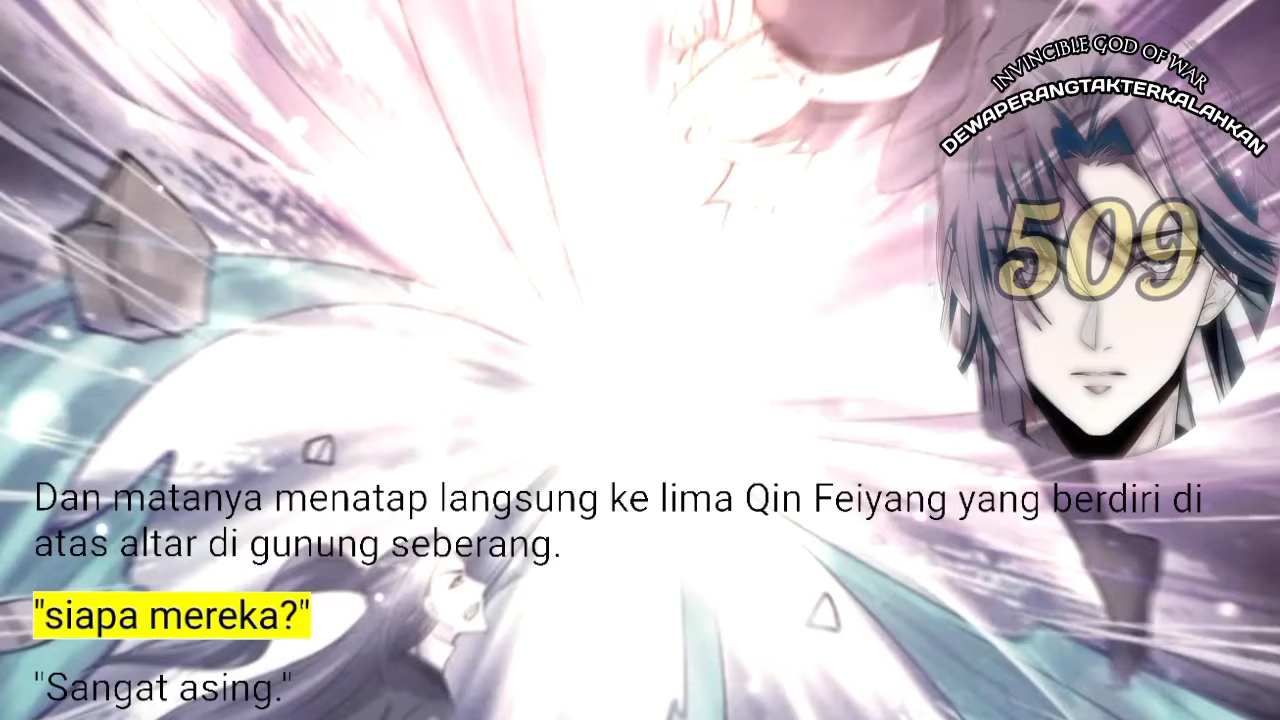 INVINCIBLE GOD OF WAR
DEWAPERANGTAKTERKALAHKAN
509
Dan matanya menatap langsung ke lima Qin Feiyang yang berdiri di
atas altar di gunung seberang.
"siapa mereka?"
"Sangat asing."